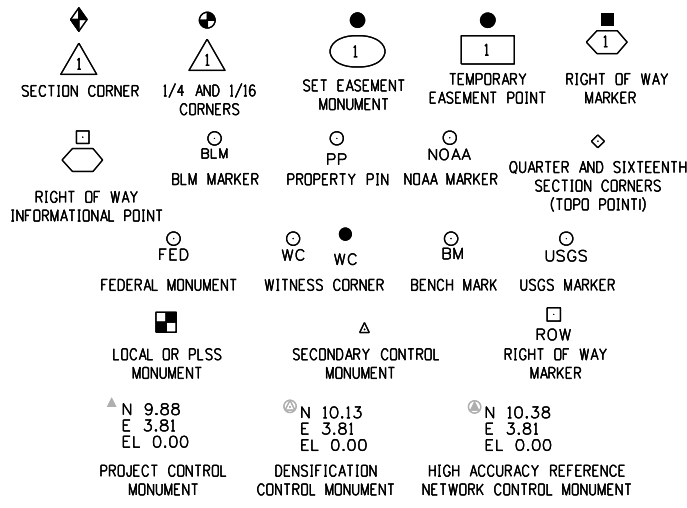 1
SECTION CORNER
1
1/4 AND 1/16
CORNERS
1
SET EASEMENT
MONUMENT
1
TEMPORARY
EASEMENT POINT
1
RIGHT OF WAY
MARKER
RIGHT OF WAY
INFORMATIONAL POINT
BLM
BLM MARKER
PP
PROPERTY PIN
NOAA
NOAA MARKER
QUARTER AND SIXTEENTH
SECTION CORNERS
(TOPO POINTI)
FED
FEDERAL MONUMENT
WC
WC
WITNESS CORNER
BM
BENCH MARK
USGS
USGS MARKER
LOCAL OR PLSS
MONUMENT
SECONDARY CONTROL
MONUMENT
ROW
RIGHT OF WAY
MARKER
N 9.88
E 3.81
EL 0.00
PROJECT CONTROL
MONUMENT
N 10.13
E 3.81
EL 0.00
DENSIFICATION
CONTROL MONUMENT
N 10.38
E 3.81
EL 0.00
HIGH ACCURACY REFERENCE
NETWORK CONTROL MONUMENT